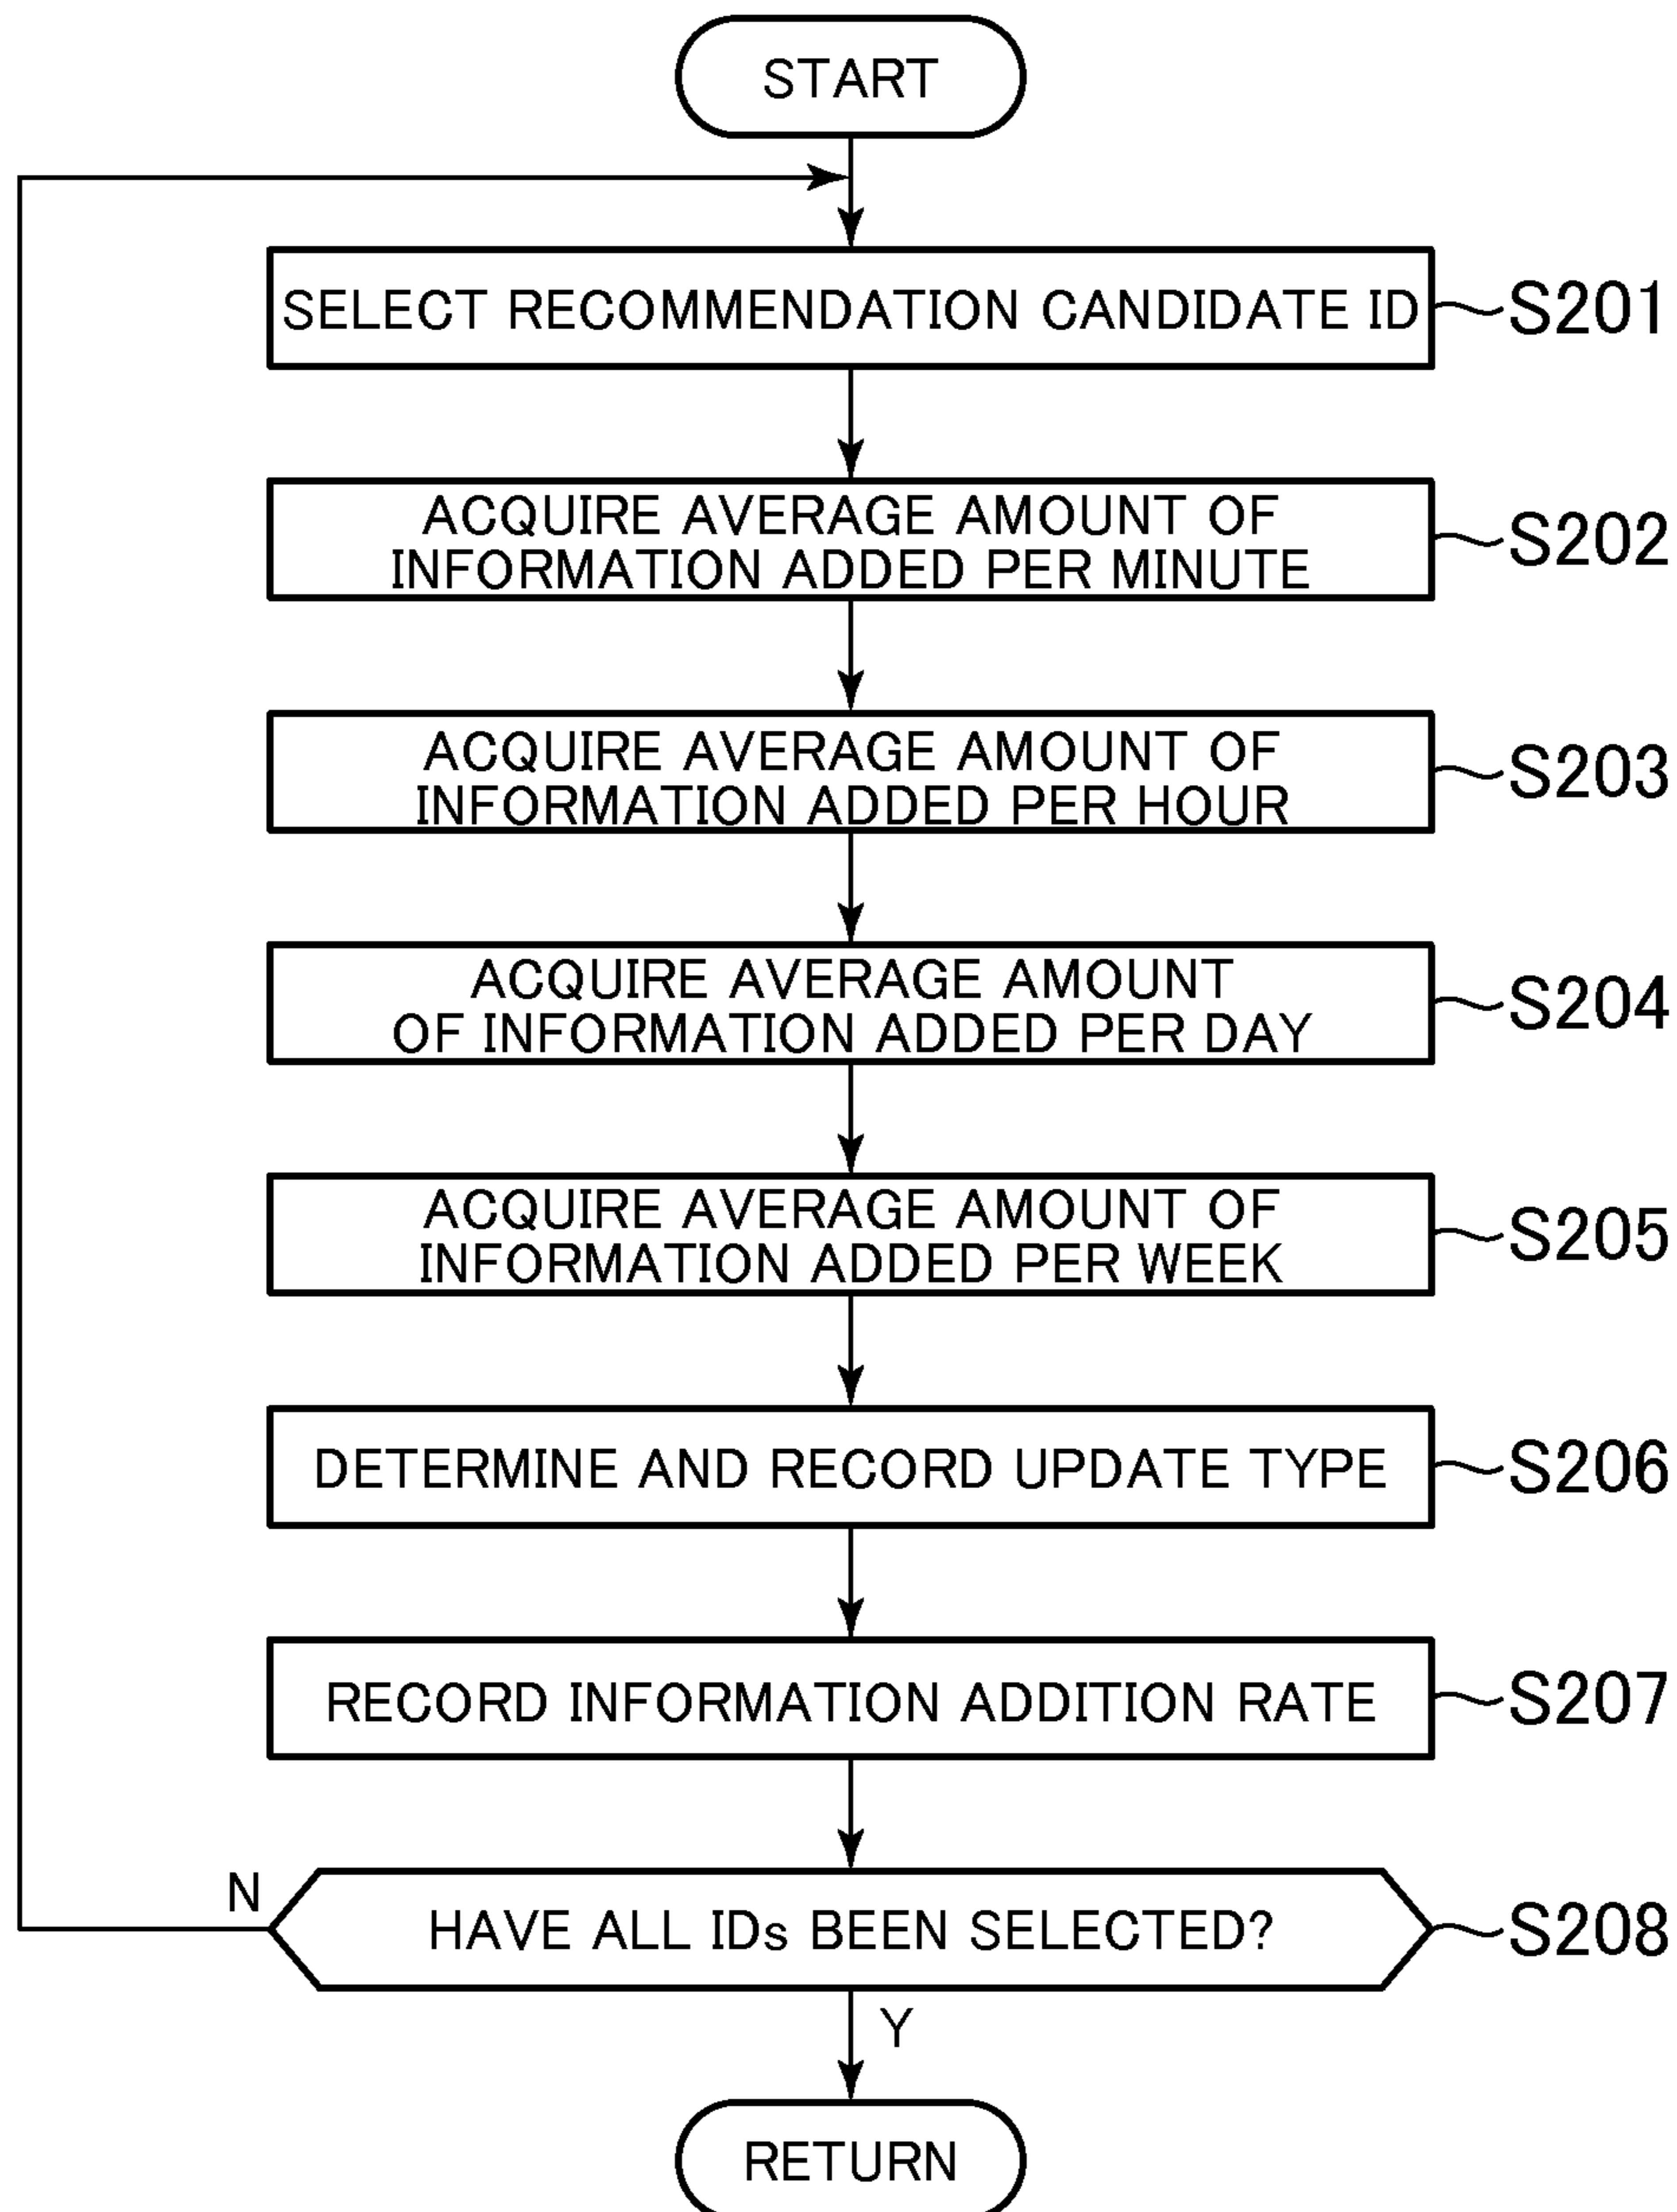 START
SELECT RECOMMENDATION CANDIDATE ID
S201
ACQUIRE AVERAGE AMOUNT OF
INFORMATION ADDED PER MINUTE
S202
ACQUIRE AVERAGE AMOUNT OF
INFORMATION ADDED PER HOUR
S203
ACQUIRE AVERAGE AMOUNT
OF INFORMATION ADDED PER DAY
S204
ACQUIRE AVERAGE AMOUNT OF
INFORMATION ADDED PER WEEK
S205
DETERMINE AND RECORD UPDATE TYPE
S206
RECORD INFORMATION ADDITION RATE
S207
N
HAVE ALL IDs BEEN SELECTED?
S208
Y
RETURN